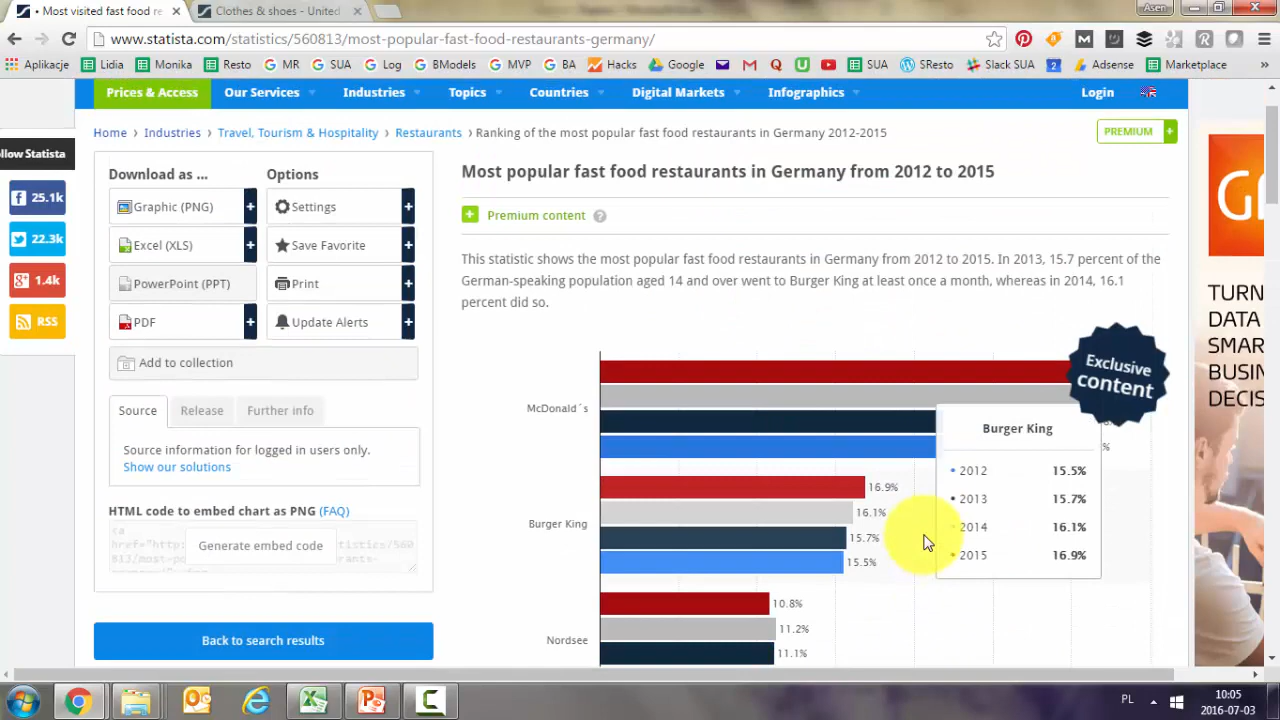 • Most visited fast food re ×
Clothes & shoes - United ×
Asen
www.statista.com/statistics/560813/most-popular-fast-food-restaurants-germany/
Aplikacje Lidia Monika Resto MR SUA Log BModels MVP BA Hacks Google SUA SResto Slack SUA 2 Adsense Marketplace »
Prices & Access Our Services Industries Topics Countries Digital Markets Infographics Login
Home › Industries › Travel, Tourism & Hospitality › Restaurants › Ranking of the most popular fast food restaurants in Germany 2012-2015
PREMIUM +
ollow Statista
25.1k
22.3k
1.4k
RSS
Download as ... Options
Graphic (PNG) + Settings +
Excel (XLS) + Save Favorite +
PowerPoint (PPT) Print +
PDF + Update Alerts +
Add to collection
Source Release Further info
Source information for logged in users only.
Show our solutions
HTML code to embed chart as PNG (FAQ)
<a
Generate embed code
Back to search results
Most popular fast food restaurants in Germany from 2012 to 2015
+ Premium content ?
This statistic shows the most popular fast food restaurants in Germany from 2012 to 2015. In 2013, 15.7 percent of the
German-speaking population aged 14 and over went to Burger King at least once a month, whereas in 2014, 16.1
percent did so.
Exclusive
content
McDonald´s
Burger King
16.9%
16.1%
15.7%
15.5%
Nordsee
10.8%
11.2%
11.1%
Burger King
2012 15.5%
2013 15.7%
2014 16.1%
2015 16.9%
TURN
DATA
SMAR
BUSIN
DECIS
PL
10:05
2016-07-03